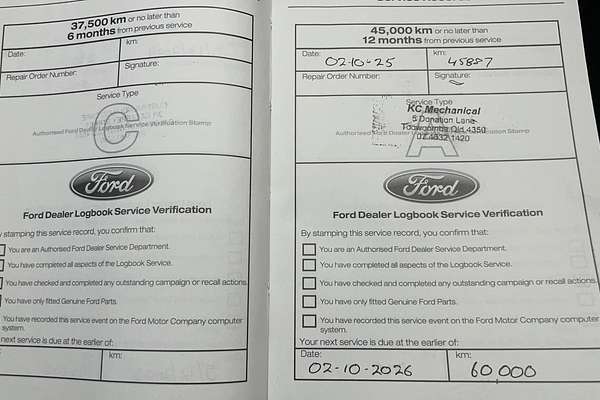 37,500 km or no later than
6 months from previous service
Date:
km:
Repair Order Number:
Signature:
Service Type
C
Authorised Ford Dealer Logbook Service Verification Stamp
Ford
Ford Dealer Logbook Service Verification
y stamping this service record, you confirm that:
You are an Authorised Ford Dealer Service Department.
You have completed all aspects of the Logbook Service.
You have checked and completed any outstanding campaign or recall actions.
You have only fitted Genuine Ford Parts.
You have recorded this service event on the Ford Motor Company computer
system.
next service is due at the earlier of:
km:
45,000 km or no later than
12 months from previous service
Date:
02-10-25
km:
45887
Repair Order Number:
Signature:
Service Type
KC Mechanical
5 Donation Lane
Toowoomba Qld 4350
07 4632 1420
A
Ford
Ford Dealer Logbook Service Verification
By stamping this service record, you confirm that:
You are an Authorised Ford Dealer Service Department.
You have completed all aspects of the Logbook Service.
You have checked and completed any outstanding campaign or recall actions
You have only fitted Genuine Ford Parts.
You have recorded this service event on the Ford Motor Company computer
system.
Your next service is due at the earlier of:
Date:
02-10-2026
km:
60,000